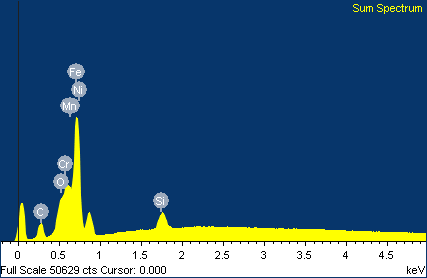 Sum Spectrum
Fe
Ni
Mn
Cr
O
C
Si
0 0.5 1 1.5 2 2.5 3 3.5 4 4.5
Full Scale 50629 cts Cursor: 0.000 keV